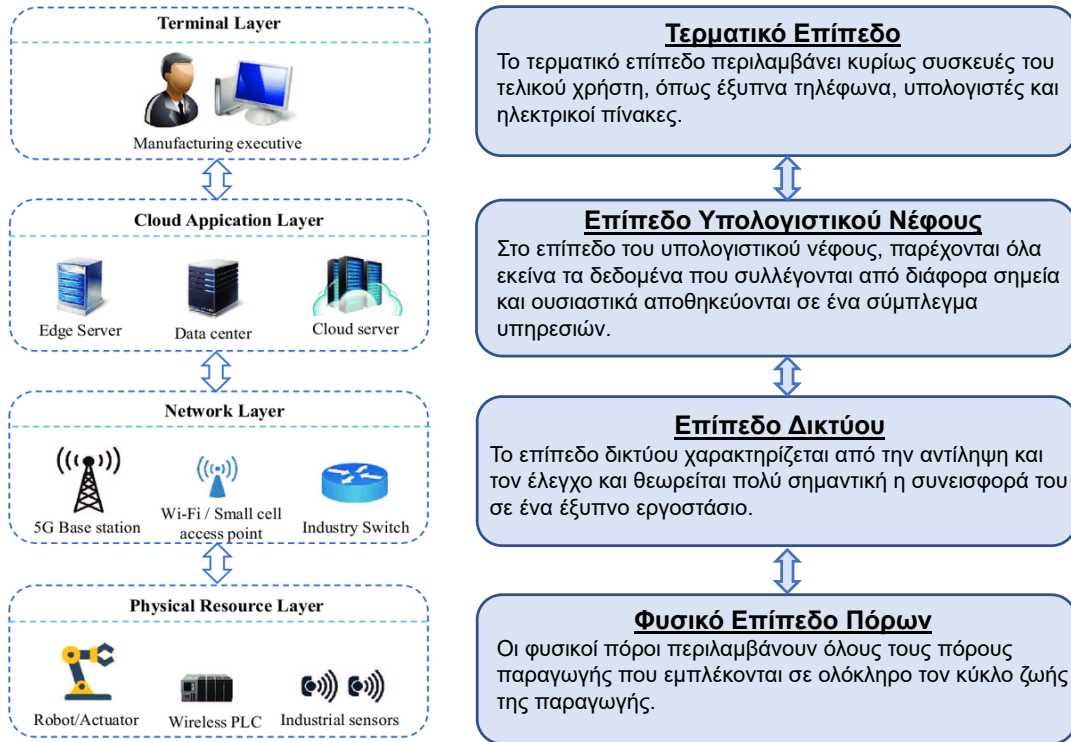 Terminal Layer
Manufacturing executive
Cloud Appication Layer
Edge Server
Data center
Cloud server
Network Layer
5G Base station
Wi-Fi / Small cell
access point
Industry Switch
Physical Resource Layer
Robot/Actuator
Wireless PLC
Industrial sensors
Τερματικό Επίπεδο
Το τερματικό επίπεδο περιλαμβάνει κυρίως συσκευές του
τελικού χρήστη, όπως έξυπνα τηλέφωνα, υπολογιστές και
ηλεκτρικοί πίνακες.
Επίπεδο Υπολογιστικού Νέφους
Στο επίπεδο του υπολογιστικού νέφους, παρέχονται όλα
εκείνα τα δεδομένα που συλλέγονται από διάφορα σημεία
και ουσιαστικά αποθηκεύονται σε ένα σύμπλεγμα
υπηρεσιών.
Επίπεδο Δικτύου
Το επίπεδο δικτύου χαρακτηρίζεται από την αντίληψη και
τον έλεγχο και θεωρείται πολύ σημαντική η συνεισφορά του
σε ένα έξυπνο εργοστάσιο.
Φυσικό Επίπεδο Πόρων
Οι φυσικοί πόροι περιλαμβάνουν όλους τους πόρους
παραγωγής που εμπλέκονται σε ολόκληρο τον κύκλο ζωής
της παραγωγής.